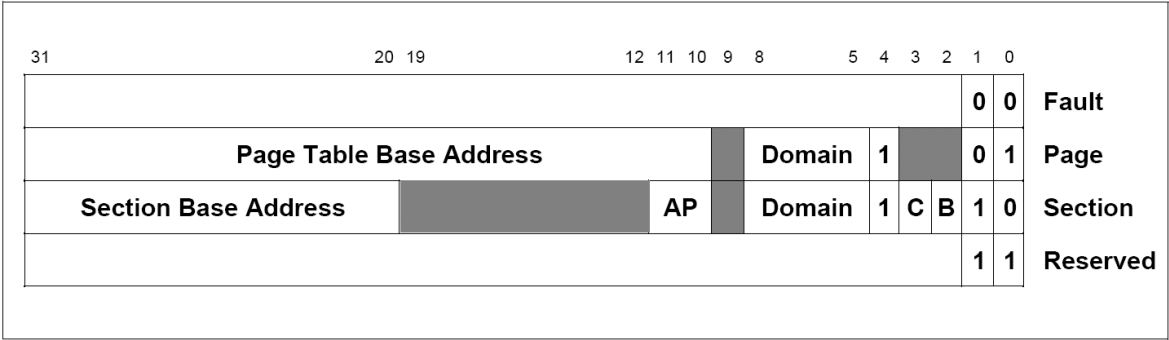 31 20 19 12 11 10 9 8 5 4 3 2 1 0
0 0 Fault
Page Table Base Address Domain 1 0 1 Page
Section Base Address AP Domain 1 C B 1 0 Section
1 1 Reserved